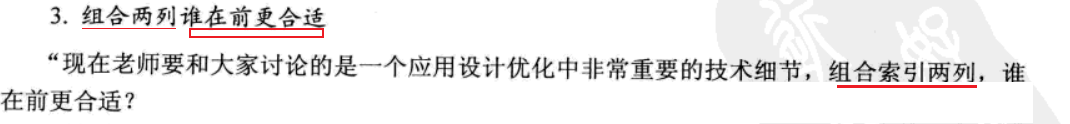 3. 组合两列谁在前更合适
“现在老师要和大家讨论的是一个应用设计优化中非常重要的技术细节，组合索引两列，谁
在前更合适？